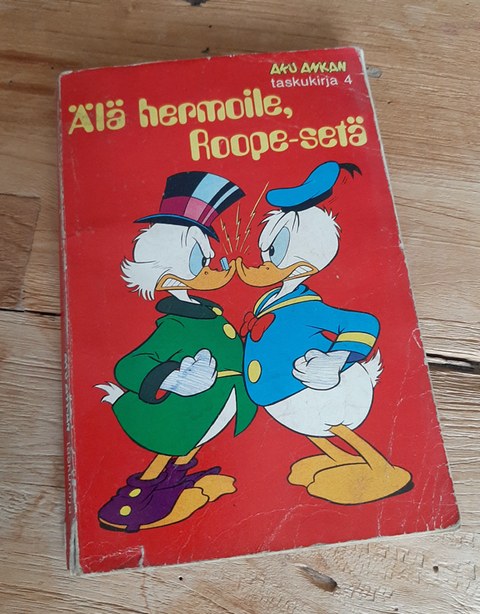 AKU ANKAN
taskukirja 4
Älä hermoile,
Roope-setä